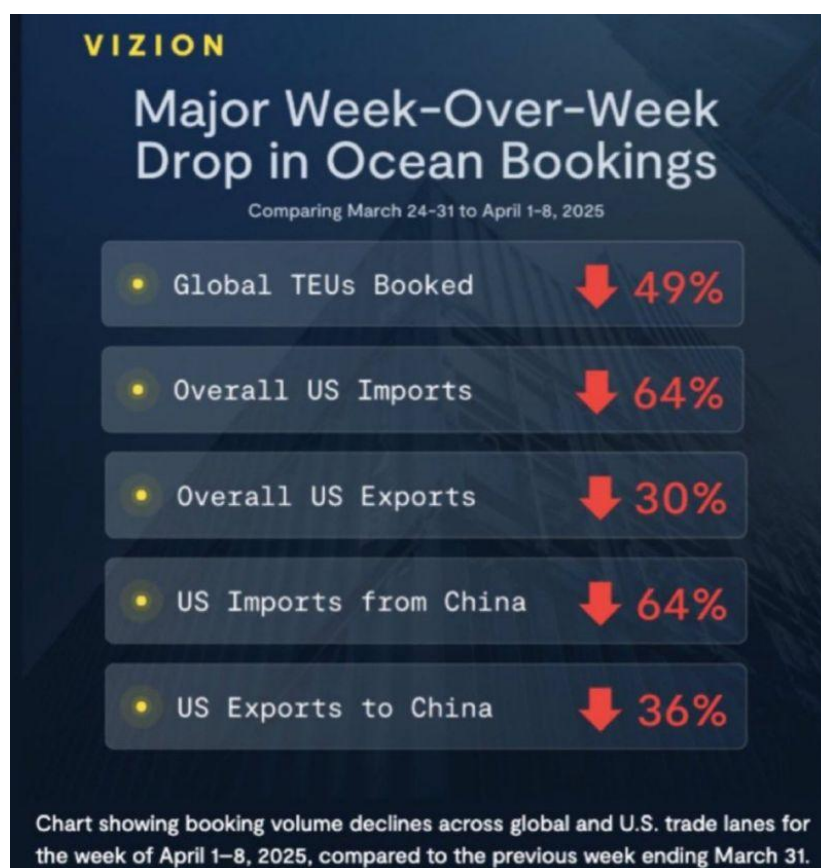 VIZION
Major Week-Over-Week
Drop in Ocean Bookings
Comparing March 24-31 to April 1-8, 2025
Global TEUs Booked 49%
Overall US Imports 64%
Overall US Exports 30%
US Imports from China 64%
US Exports to China 36%
Chart showing booking volume declines across global and U.S. trade lanes for
the week of April 1–8, 2025, compared to the previous week ending March 31.